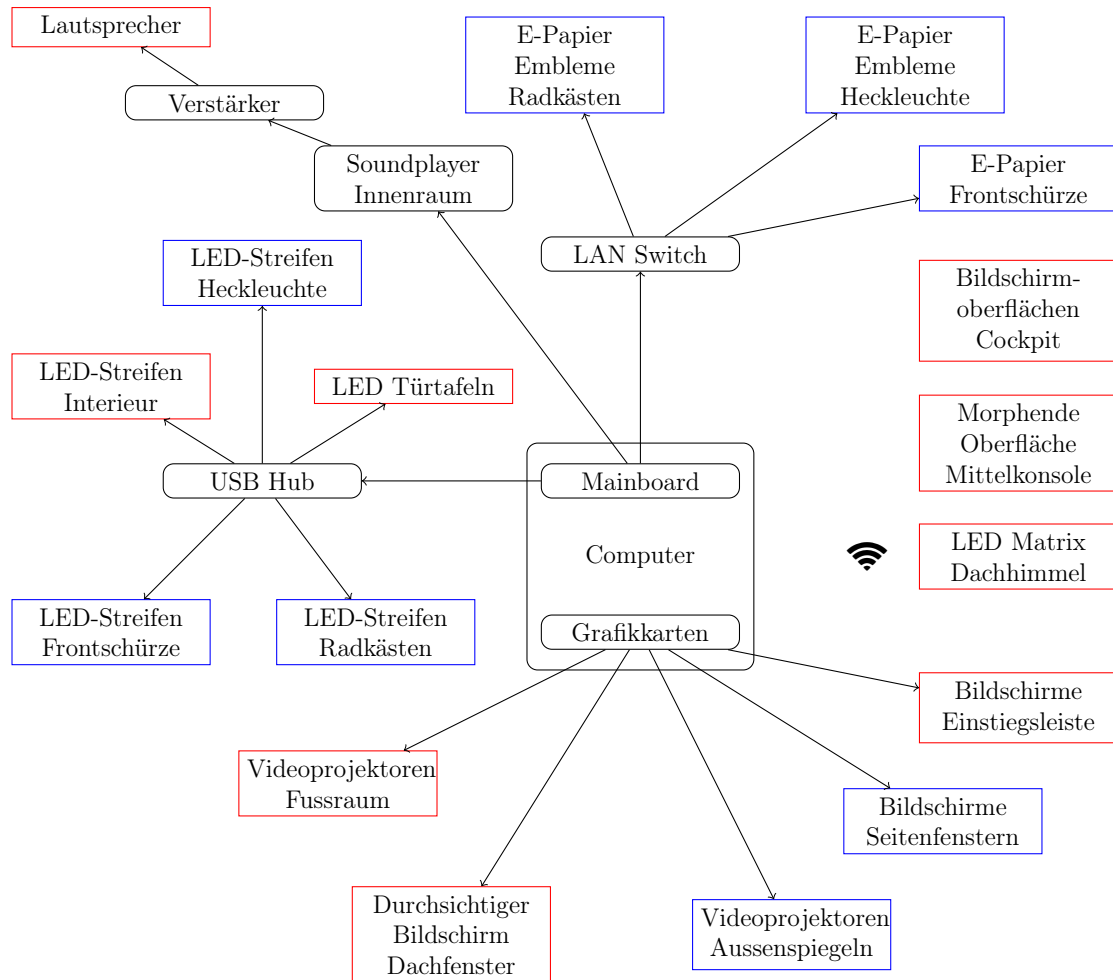 Lautsprecher
E-Papier
Embleme
Radkästen
E-Papier
Embleme
Heckleuchte
Verstärker
Soundplayer
Innenraum
E-Papier
Frontschürze
LAN Switch
LED-Streifen
Heckleuchte
Bildschirm-
oberflächen
Cockpit
LED-Streifen
Interieur
LED Türtafeln
Morphende
Oberfläche
Mittelkonsole
USB Hub
Mainboard
Computer
LED Matrix
Dachhimmel
LED-Streifen
Frontschürze
LED-Streifen
Radkästen
Grafikkarten
Bildschirme
Einstiegsleiste
Videoprojektoren
Fussraum
Bildschirme
Seitenfenstern
Durchsichtiger
Bildschirm
Dachfenster
Videoprojektoren
Aussenspiegeln